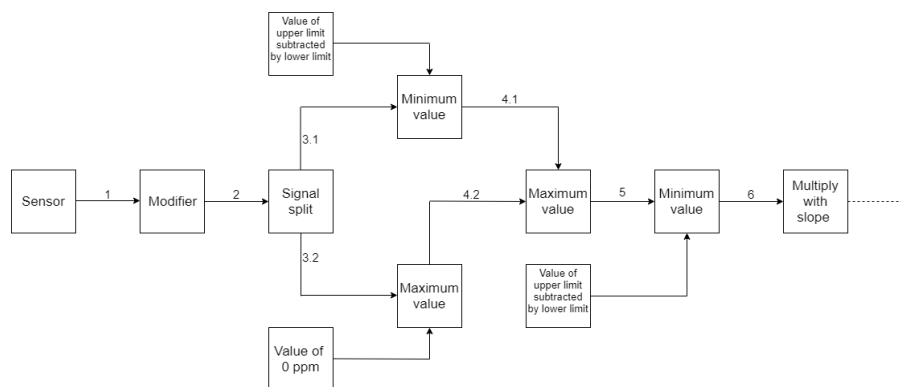 Value of
upper limit
subtracted
by lower limit
Minimum
value
4.1
3.1
Sensor
1
Modifier
2
Signal
split
4.2
Maximum
value
5
Minimum
value
6
Multiply
with
slope
3.2
Maximum
value
Value of
upper limit
subtracted
by lower limit
Value of
0 ppm